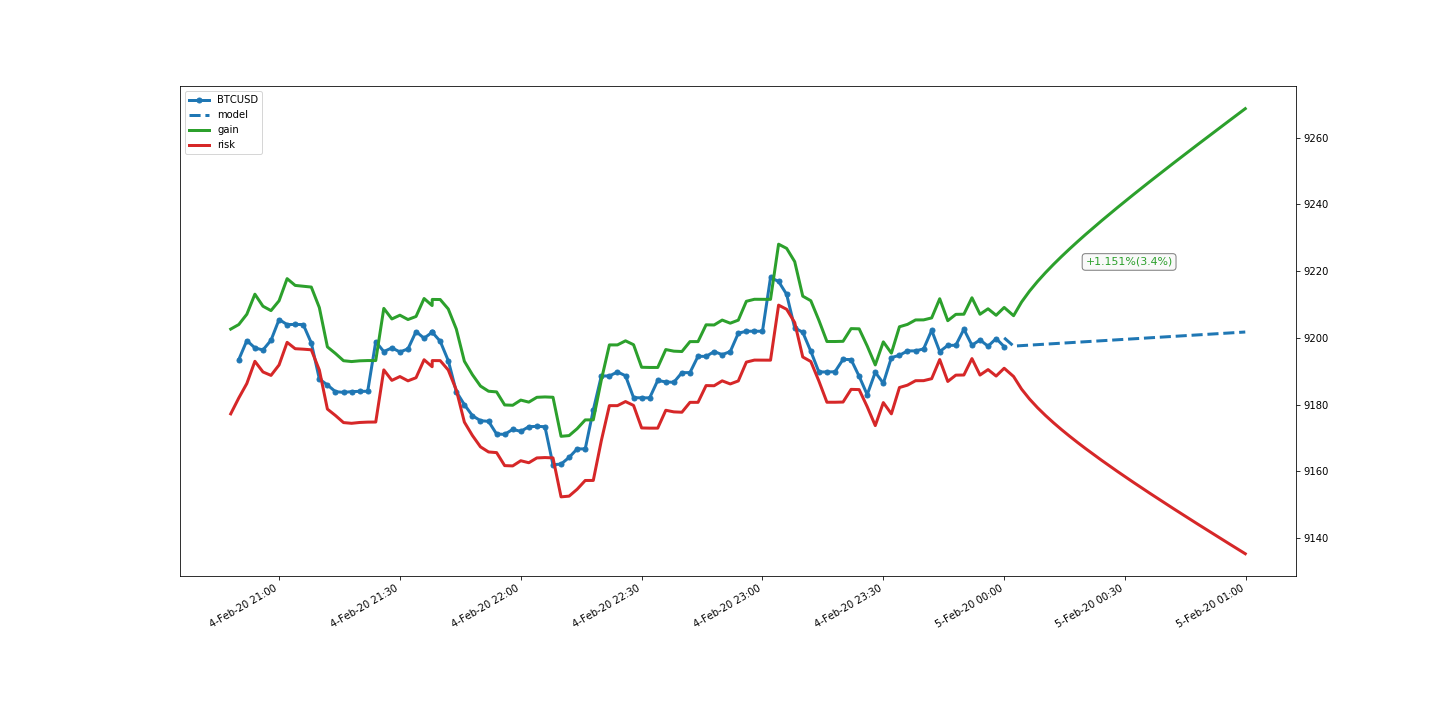 BTCUSD
model
gain
risk
9260
9240
9220
+1.151%(3.4%)
9200
9180
9160
9140
4-Feb-20 21:00
4-Feb-20 21:30
4-Feb-20 22:00
4-Feb-20 22:30
4-Feb-20 23:00
4-Feb-20 23:30
5-Feb-20 00:00
5-Feb-20 00:30
5-Feb-20 01:00